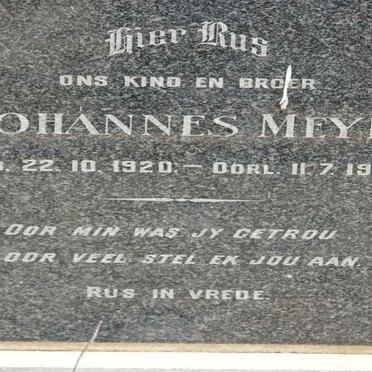 Hier Rus
ONS KIND EN BROER
OHANNES MEY
. 22. 10. 1920. — OORL. 11. 7. 19
OOR MIN WAS JY GETROU
OOR VEEL STEL EK JOU AAN.
RUS IN VREDE.